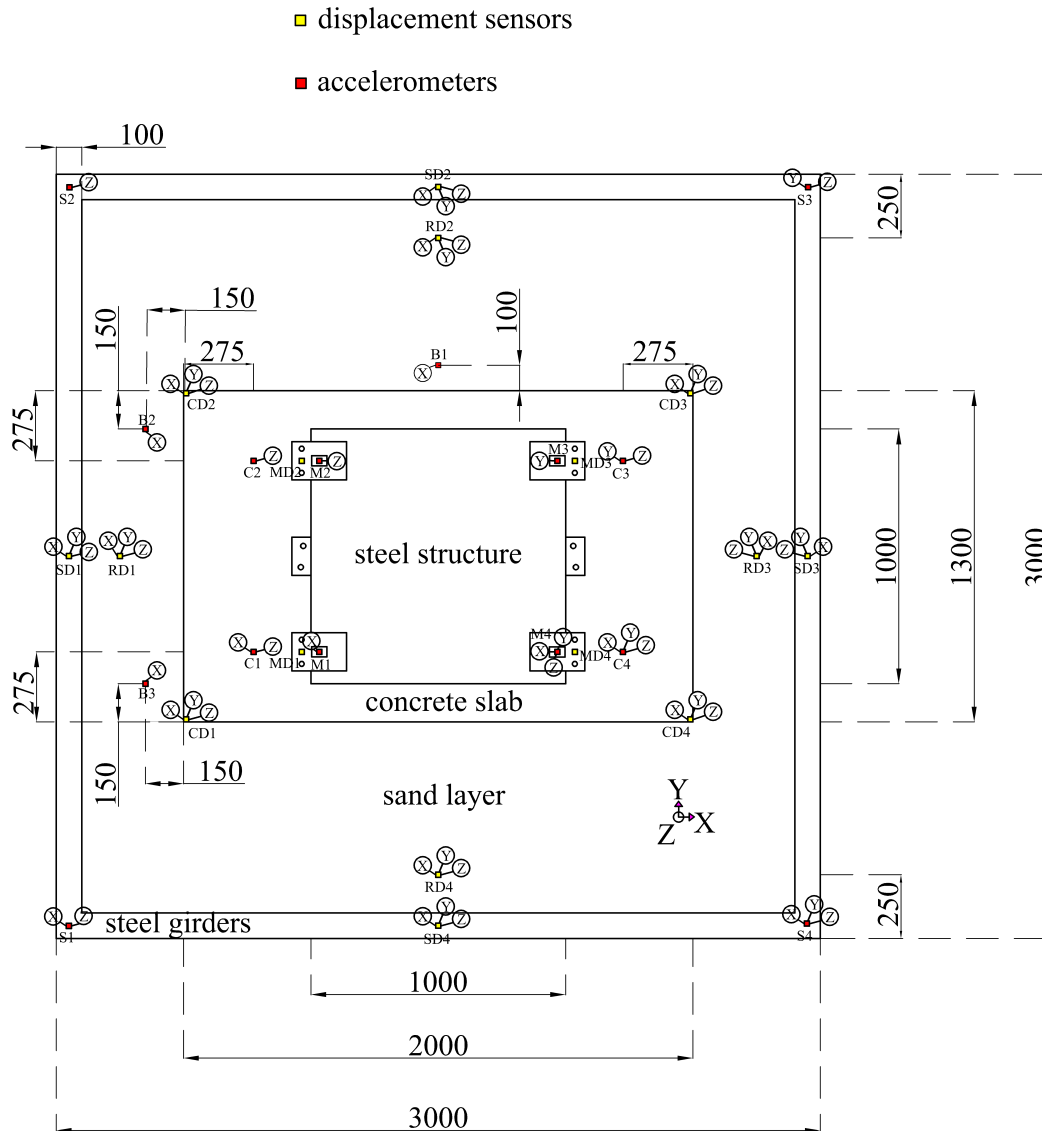 displacement sensors
accelerometers
100
S2
Z
SD2
X
Y
Z
Y
S3
Z
250
RD2
X
Y
Z
150
150
100
275
B1
X
275
X
Y
Z
CD2
X
Y
Z
CD3
275
B2
X
C2
Z
MD2
M2
Z
Y
M3
MD3
Y
C3
Z
X
Y
Z
SD1
X
Y
Z
RD1
steel structure
Z
Y
X
RD3
Z
Y
X
SD3
1000
1300
3000
X
C1
Z
MD1
X
M1
M4
X
Y
Z
MD4
X
Y
Z
C4
275
X
B3
X
Y
Z
CD1
concrete slab
X
Y
Z
CD4
150
150
sand layer
Y
Z
X
X
Y
Z
RD4
250
X
Z
S1
steel girders
X
Y
Z
SD4
X
Y
Z
S4
1000
2000
3000